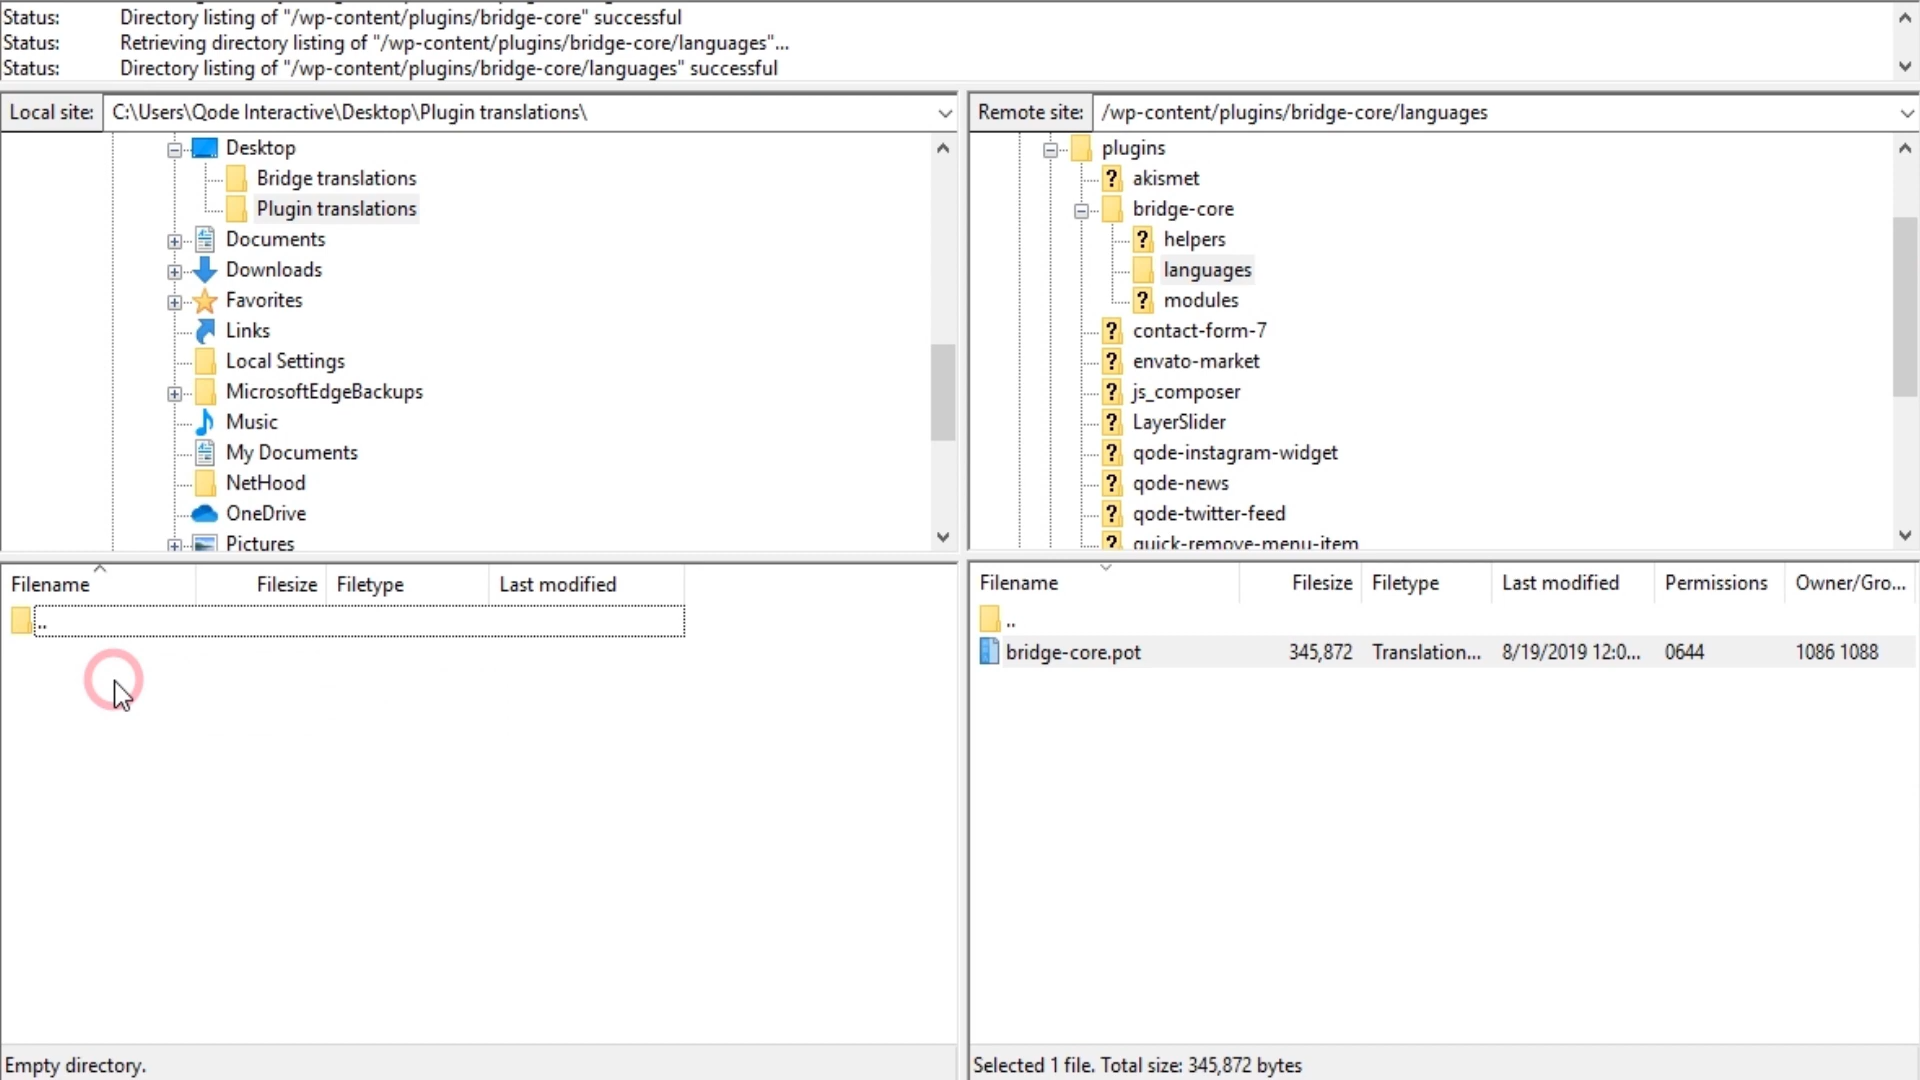 Status: Directory listing of "/wp-content/plugins/bridge-core" successful
Status: Retrieving directory listing of "/wp-content/plugins/bridge-core/languages"...
Status: Directory listing of "/wp-content/plugins/bridge-core/languages" successful
Local site: C:\Users\Qode Interactive\Desktop\Plugin translations\
Desktop
Bridge translations
Plugin translations
Documents
Downloads
Favorites
Links
Local Settings
MicrosoftEdgeBackups
Music
My Documents
NetHood
OneDrive
Pictures
Filename Filesize Filetype Last modified
..
Empty directory.
Remote site: /wp-content/plugins/bridge-core/languages
plugins
akismet
bridge-core
helpers
languages
modules
contact-form-7
envato-market
js_composer
LayerSlider
qode-instagram-widget
qode-news
qode-twitter-feed
quick-remove-menu-item
Filename Filesize Filetype Last modified Permissions Owner/Gro...
..
bridge-core.pot 345,872 Translation... 8/19/2019 12:0... 0644 1086 1088
Selected 1 file. Total size: 345,872 bytes